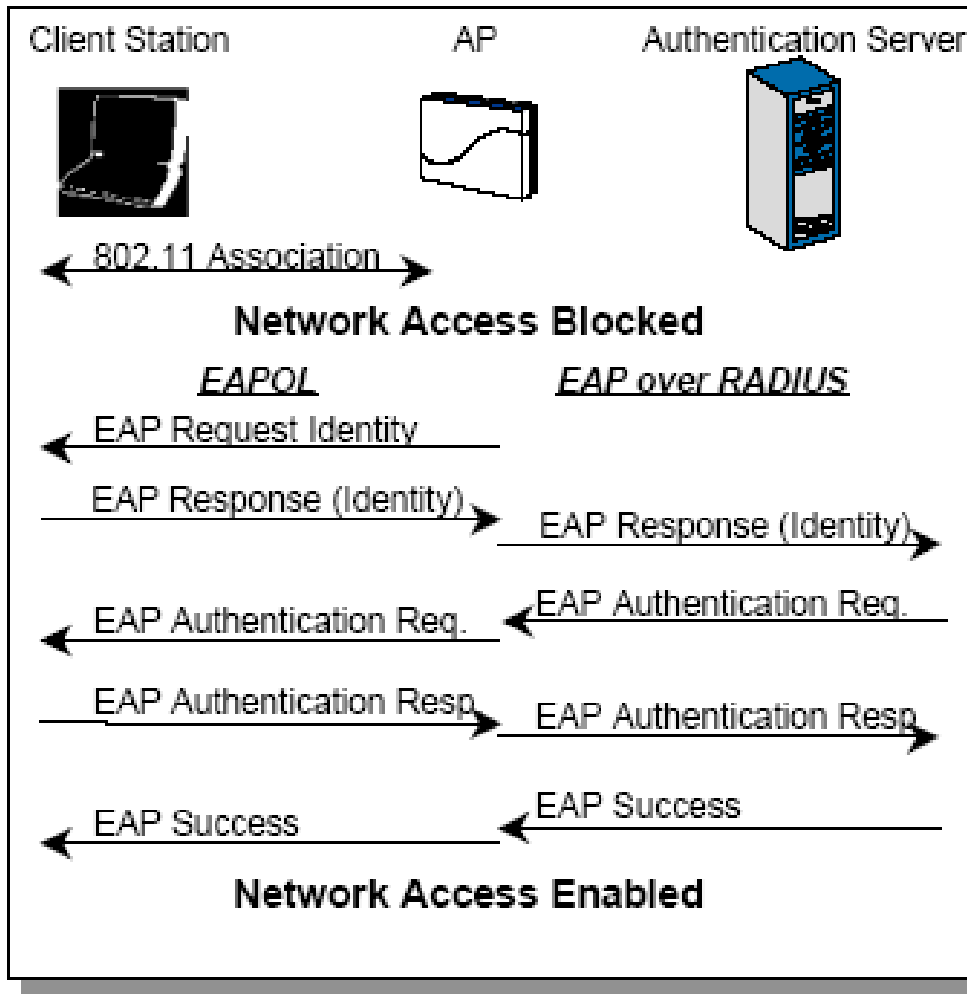 Client Station
AP
Authentication Server
802.11 Association
Network Access Blocked
EAPOL
EAP over RADIUS
EAP Request Identity
EAP Response (Identity)
EAP Response (Identity)
EAP Authentication Req.
EAP Authentication Req.
EAP Authentication Resp
EAP Authentication Resp
EAP Success
EAP Success
Network Access Enabled